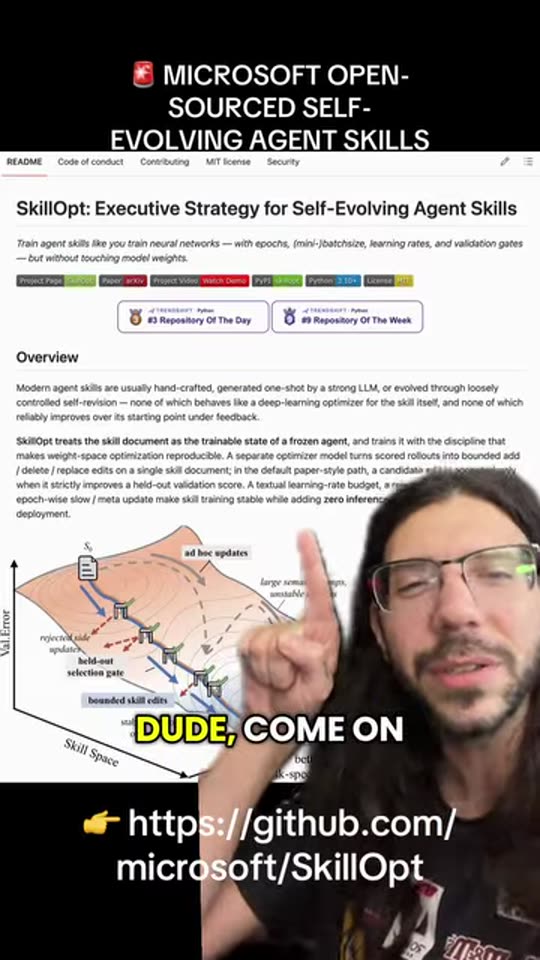 🚨 MICROSOFT OPEN-
SOURCED SELF-
EVOLVING AGENT SKILLS
README Code of conduct Contributing MIT license Security
SkillOpt: Executive Strategy for Self-Evolving Agent Skills
Train agent skills like you train neural networks — with epochs, (mini-)batchsize, learning rates, and validation gates
— but without touching model weights.
Project Page SkillOpt Paper arXiv Project Video Watch Demo PyPI skillopt Python 3.10+ License MIT
TRENDSHIFT · Python
#3 Repository Of The Day
TRENDSHIFT · Python
#9 Repository Of The Week
Overview
Modern agent skills are usually hand-crafted, generated one-shot by a strong LLM, or evolved through loosely
controlled self-revision — none of which behaves like a deep-learning optimizer for the skill itself, and none of which
reliably improves over its starting point under feedback.
SkillOpt treats the skill document as the trainable state of a frozen agent, and trains it with the discipline that
makes weight-space optimization reproducible. A separate optimizer model turns scored rollouts into bounded add
/ delete / replace edits on a single skill document; in the default paper-style path, a candidate
when it strictly improves a held-out validation score. A textual learning-rate budget, a
epoch-wise slow / meta update make skill training stable while adding zero
deployment.
S₀
ad hoc updates
large
unstable
Val.Error
rejected side
updates
held-out
selection gate
bounded skill edits
Skill Space
DUDE, COME ON
👉 https://github.com/
microsoft/SkillOpt